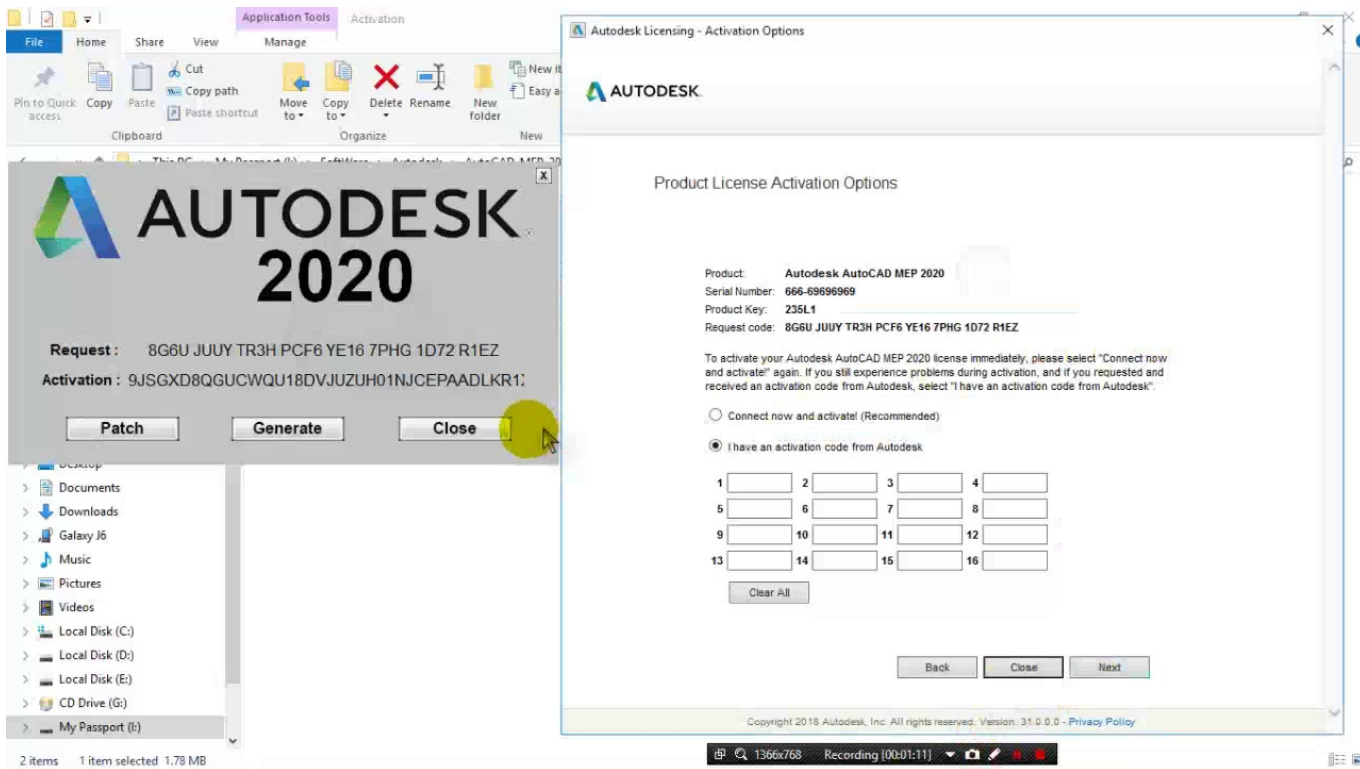 Application Tools
Activation
File
Home
Share
View
Manage
Pin to Quick access
Copy
Paste
Cut
Copy path
Paste shortcut
Move to
Copy to
Delete
Rename
New folder
Easy a
Clipboard
Organize
New
AUTODESK
2020
Request : 8G6U JUUY TR3H PCF6 YE16 7PHG 1D72 R1EZ
Activation : 9JSGXD8QGUCWQU18DVJUZUH01NJCEPAADLKR1
Patch
Generate
Close
Desktop
Documents
Downloads
Galaxy J6
Music
Pictures
Videos
Local Disk (C:)
Local Disk (D:)
Local Disk (E:)
CD Drive (G:)
My Passport (I:)
2 items 1 item selected 1.78 MB
Autodesk Licensing - Activation Options
AUTODESK.
Product License Activation Options
Product: Autodesk AutoCAD MEP 2020
Serial Number: 666-69696969
Product Key: 235L1
Request code: 8G6U JUUY TR3H PCF6 YE16 7PHG 1D72 R1EZ
To activate your Autodesk AutoCAD MEP 2020 license immediately, please select "Connect now
and activate!" again. If you still experience problems during activation, and if you requested and
received an activation code from Autodesk, select "I have an activation code from Autodesk".
Connect now and activate! (Recommended)
I have an activation code from Autodesk
1 2 3 4
5 6 7 8
9 10 11 12
13 14 15 16
Clear All
Back
Close
Next
Copyright 2018 Autodesk, Inc. All rights reserved. Version. 31.0.0.0 - Privacy Policy
1366x768 Recording [00:01:11]